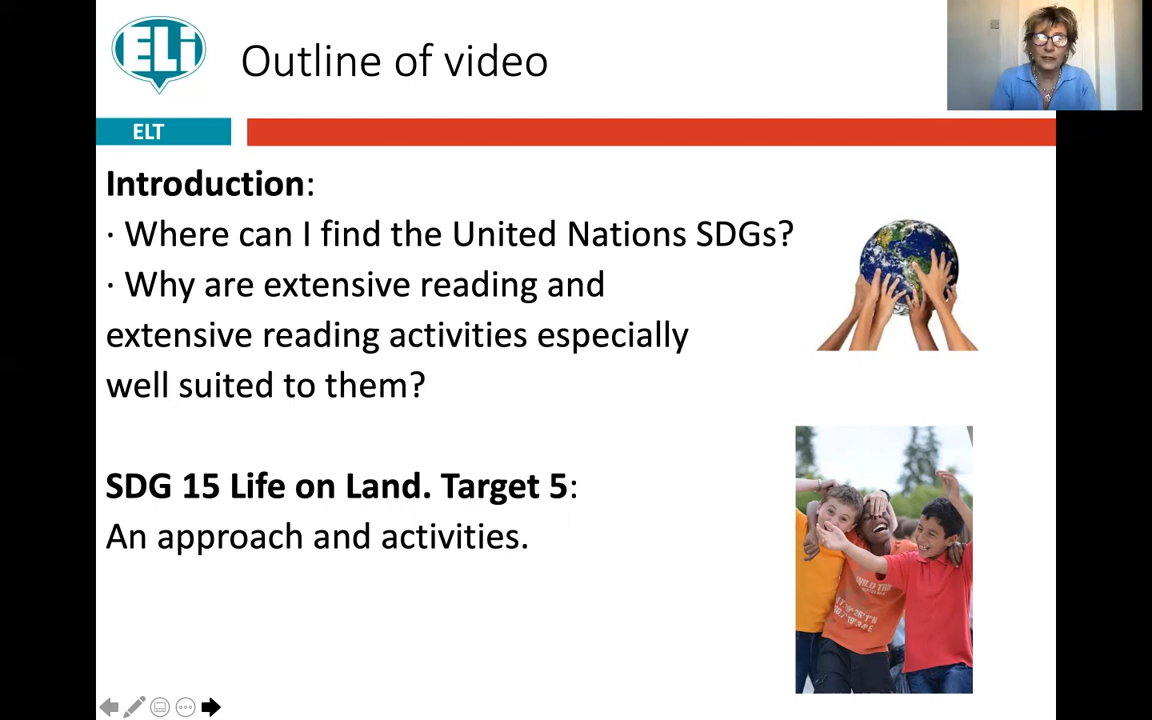 ELi
Outline of video
ELT
Introduction:
· Where can I find the United Nations SDGs?
· Why are extensive reading and
extensive reading activities especially
well suited to them?
SDG 15 Life on Land. Target 5:
An approach and activities.